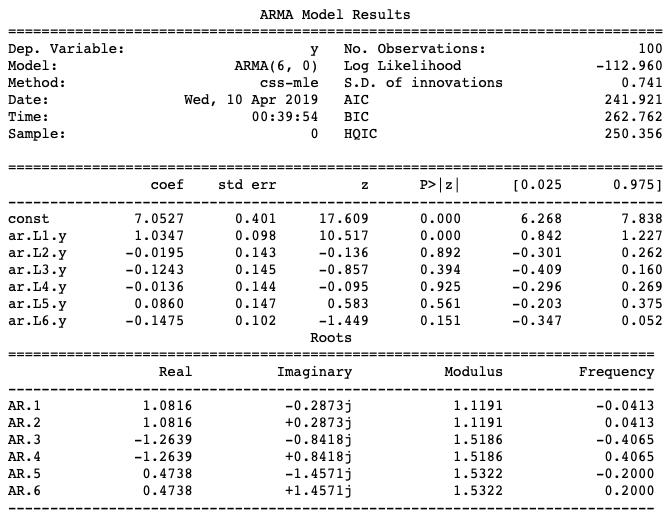 ARMA Model Results
==============================================================================
Dep. Variable:                      y   No. Observations:                  100
Model:                     ARMA(6, 0)   Log Likelihood                -112.960
Method:                       css-mle   S.D. of innovations              0.741
Date:                Wed, 10 Apr 2019   AIC                            241.921
Time:                        00:39:54   BIC                            262.762
Sample:                             0   HQIC                           250.356
==============================================================================
                 coef    std err          z      P>|z|      [0.025      0.975]
------------------------------------------------------------------------------
const          7.0527      0.401     17.609      0.000       6.268       7.838
ar.L1.y        1.0347      0.098     10.517      0.000       0.842       1.227
ar.L2.y       -0.0195      0.143     -0.136      0.892      -0.301       0.262
ar.L3.y       -0.1243      0.145     -0.857      0.394      -0.409       0.160
ar.L4.y       -0.0136      0.144     -0.095      0.925      -0.296       0.269
ar.L5.y        0.0860      0.147      0.583      0.561      -0.203       0.375
ar.L6.y       -0.1475      0.102     -1.449      0.151      -0.347       0.052
                                    Roots
=============================================================================
                  Real          Imaginary           Modulus         Frequency
-----------------------------------------------------------------------------
AR.1            1.0816           -0.2873j            1.1191           -0.0413
AR.2            1.0816           +0.2873j            1.1191            0.0413
AR.3           -1.2639           -0.8418j            1.5186           -0.4065
AR.4           -1.2639           +0.8418j            1.5186            0.4065
AR.5            0.4738           -1.4571j            1.5322           -0.2000
AR.6            0.4738           +1.4571j            1.5322            0.2000
-----------------------------------------------------------------------------